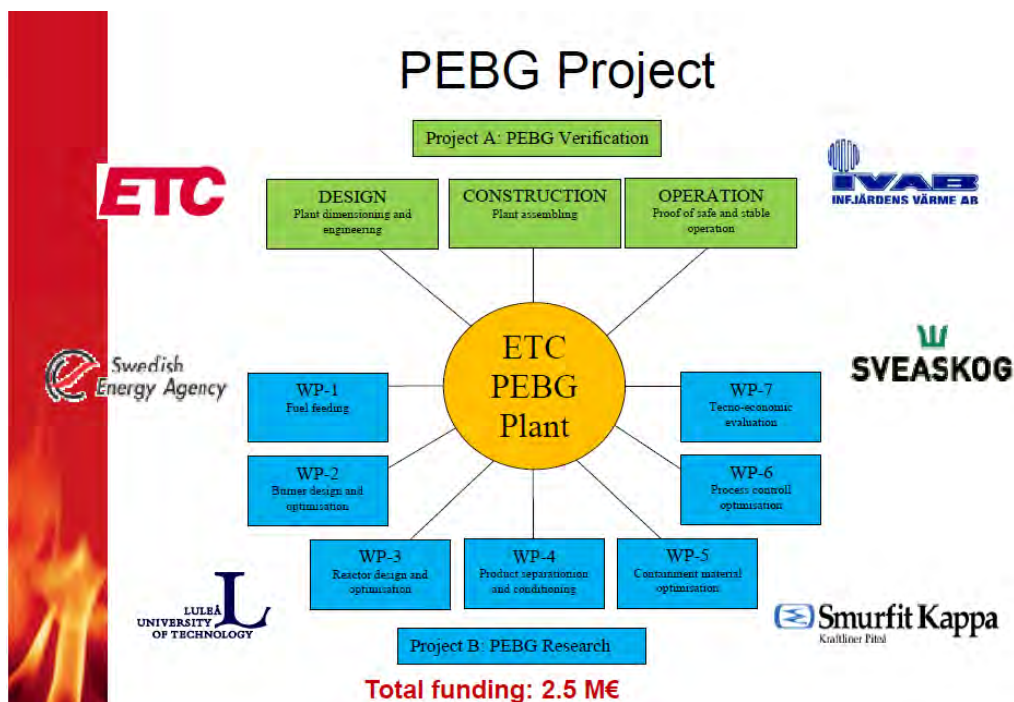 PEBG Project
Project A: PEBG Verification
ETC
DESIGN
Plant dimensioning and
engineering
CONSTRUCTION
Plant assembling
OPERATION
Proof of safe and stable
operation
IVAB
INFJÄRDENS VÄRME AB
ETC
PEBG
Plant
Swedish
Energy Agency
SVEASKOG
WP-1
Fuel feeding
WP-7
Tecno-economic
evaluation
WP-2
Burner design and
optimisation
WP-6
Process controll
optimisation
WP-3
Reactor design and
optimisation
WP-4
Product separationion
and conditioning
WP-5
Containment material
optimisation
L
LULEÅ
UNIVERSITY
OF TECHNOLOGY
Smurfit Kappa
Kraftliner Piteå
Project B: PEBG Research
Total funding: 2.5 M€